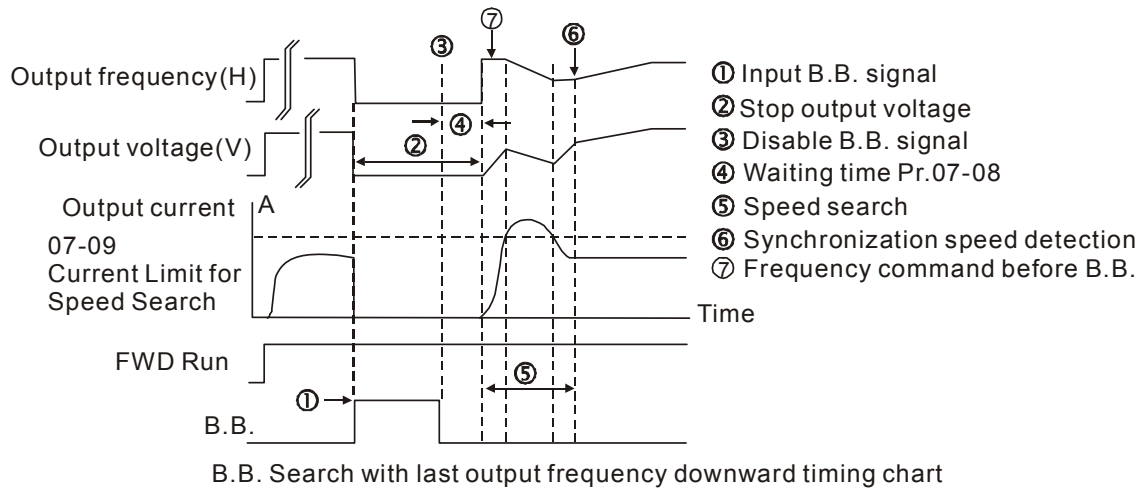 ⑦
⑥
③
Output frequency(H)
① Input B.B. signal
② Stop output voltage
④
Output voltage(V)
②
③ Disable B.B. signal
④ Waiting time Pr.07-08
Output current A
⑤ Speed search
07-09
Current Limit for
Speed Search
⑥ Synchronization speed detection
⑦ Frequency command before B.B.
Time
FWD Run
⑤
①
B.B.
B.B. Search with last output frequency downward timing chart